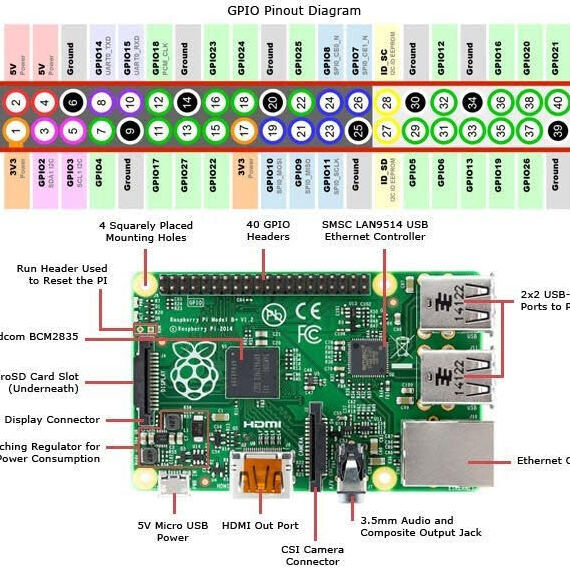 GPIO Pinout Diagram
5V Power
5V Power
Ground
GPIO14 UART0_TXD
GPIO15 UART0_RXD
GPIO18 PCM_CLK
Ground
GPIO23
GPIO24
Ground
GPIO25
GPIO8 SPI0_CE0_N
GPIO7 SPI0_CE1_N
ID_SC I2C ID EEPROM
Ground
GPIO12
Ground
GPIO16
GPIO20
GPIO21
2 4 6 8 10 12 14 16 18 20 22 24 26 28 30 32 34 36 38 40
1 3 5 7 9 11 13 15 17 19 21 23 25 27 29 31 33 35 37 39
3V3 Power
GPIO2 SDA1 I2C
GPIO3 SCL1 I2C
GPIO4
Ground
GPIO17
GPIO27
GPIO22
3V3 Power
GPIO10 SPI0_MOSI
GPIO9 SPI0_MISO
GPIO11 SPI0_SCLK
Ground
ID_SD I2C ID EEPROM
GPIO5
GPIO6
GPIO13
GPIO19
GPIO26
Ground
4 Squarely Placed
Mounting Holes
40 GPIO
Headers
SMSC LAN9514 USB
Ethernet Controller
Run Header Used
to Reset the PI
2x2 USB-
Ports to P
dcom BCM2835
roSD Card Slot
(Underneath)
Display Connector
ching Regulator for
Power Consumption
GPIO
Raspberry Pi Model B+ V1.2
© Raspberry Pi 2014
Pb
CE
FC
14122
14122
DISPLAY
HDMI
CAMERA
Ethernet C
5V Micro USB
Power
HDMI Out Port
CSI Camera
Connector
3.5mm Audio and
Composite Output Jack